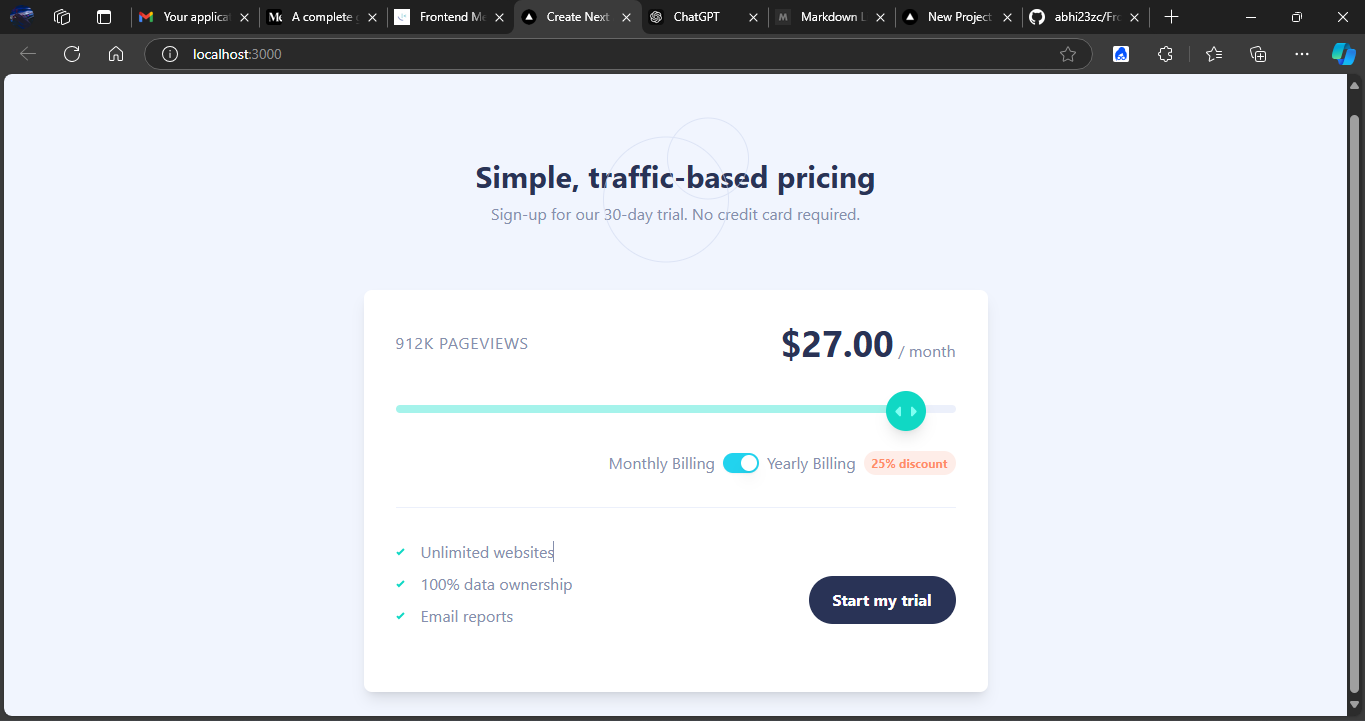 Your applica
A complete g
Frontend Me
Create Next
ChatGPT
Markdown L
New Project
abhi23zc/Fro
localhost:3000
Simple, traffic-based pricing
Sign-up for our 30-day trial. No credit card required.
912K PAGEVIEWS
$27.00 / month
Monthly Billing Yearly Billing 25% discount
Unlimited websites
100% data ownership
Email reports
Start my trial